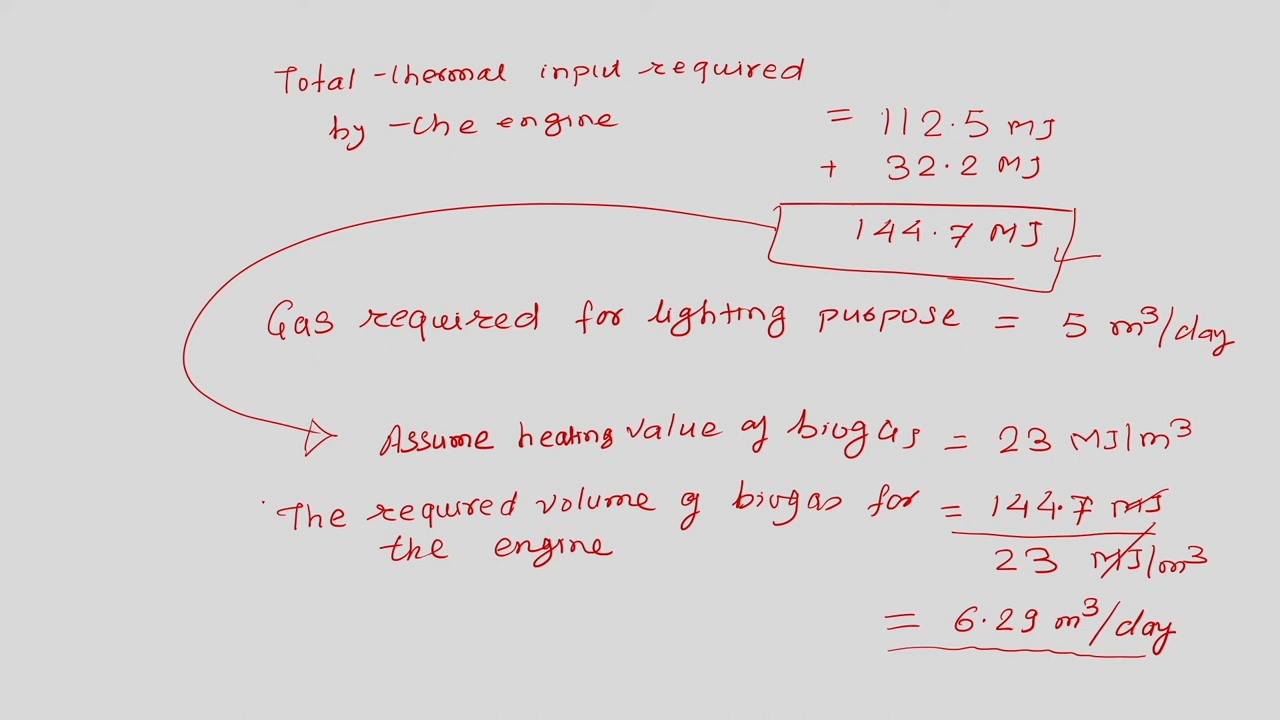 Total thermal input required
by the engine
= 112.5 MJ
+ 32.2 MJ
144.7 MJ
Gas required for lighting purpose = 5 m³/day
Assume heating value of biogas = 23 MJ/m³
The required volume of biogas for = 144.7 MJ
the engine
23 MJ/m³
= 6.29 m³/day